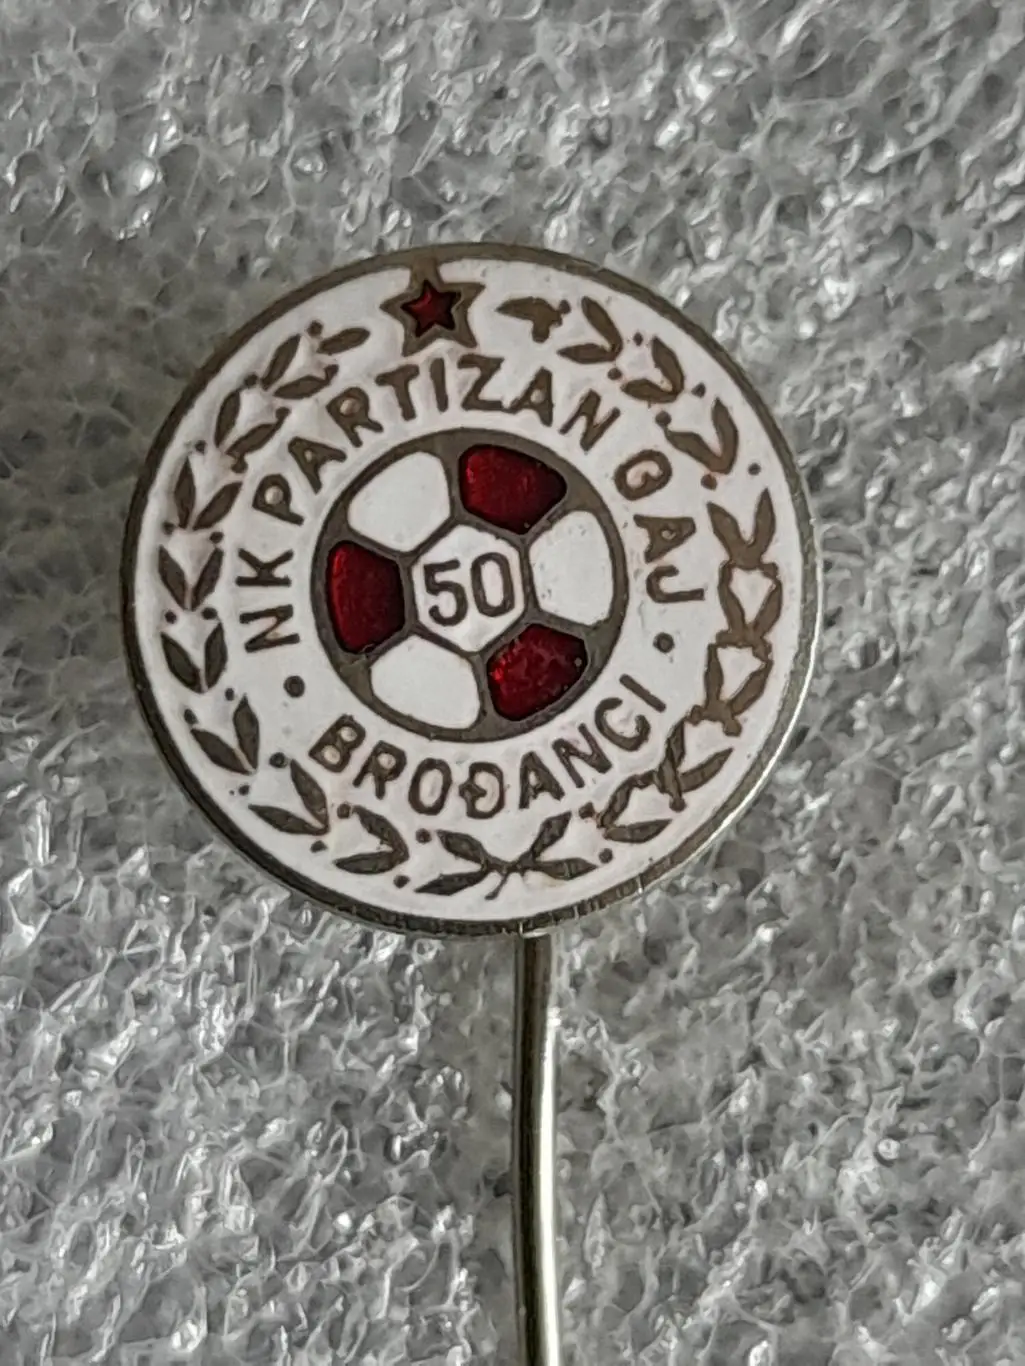 NK PARTIZAN GAJ
50
BROĐANCI